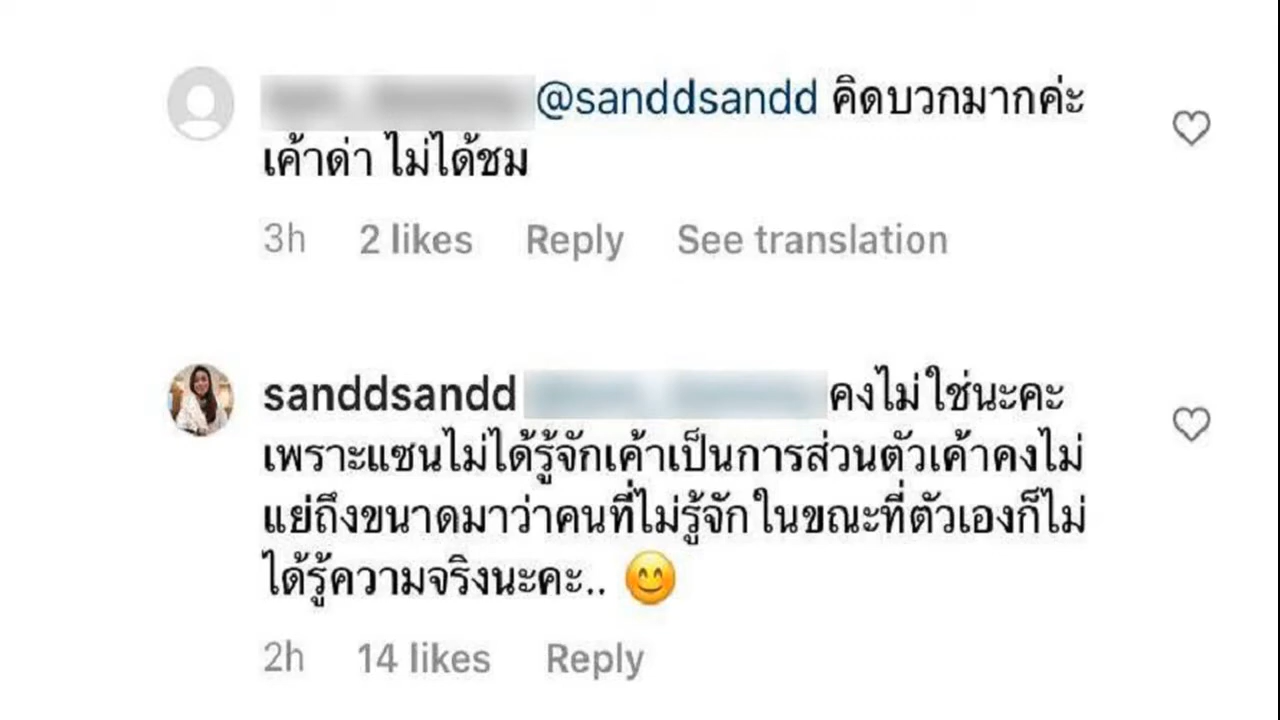 @sanddsandd คิดบวกมากค่ะ
เค้าด่า ไม่ได้ชม
3h 2 likes Reply See translation
sanddsandd คงไม่ใช่นะคะ
เพราะแซนไม่ได้รู้จักเค้าเป็นการส่วนตัวเค้าคงไม่
แย่ถึงขนาดมาว่าคนที่ไม่รู้จักในขณะที่ตัวเองก็ไม่
ได้รู้ความจริงนะคะ.. 😊
2h 14 likes Reply